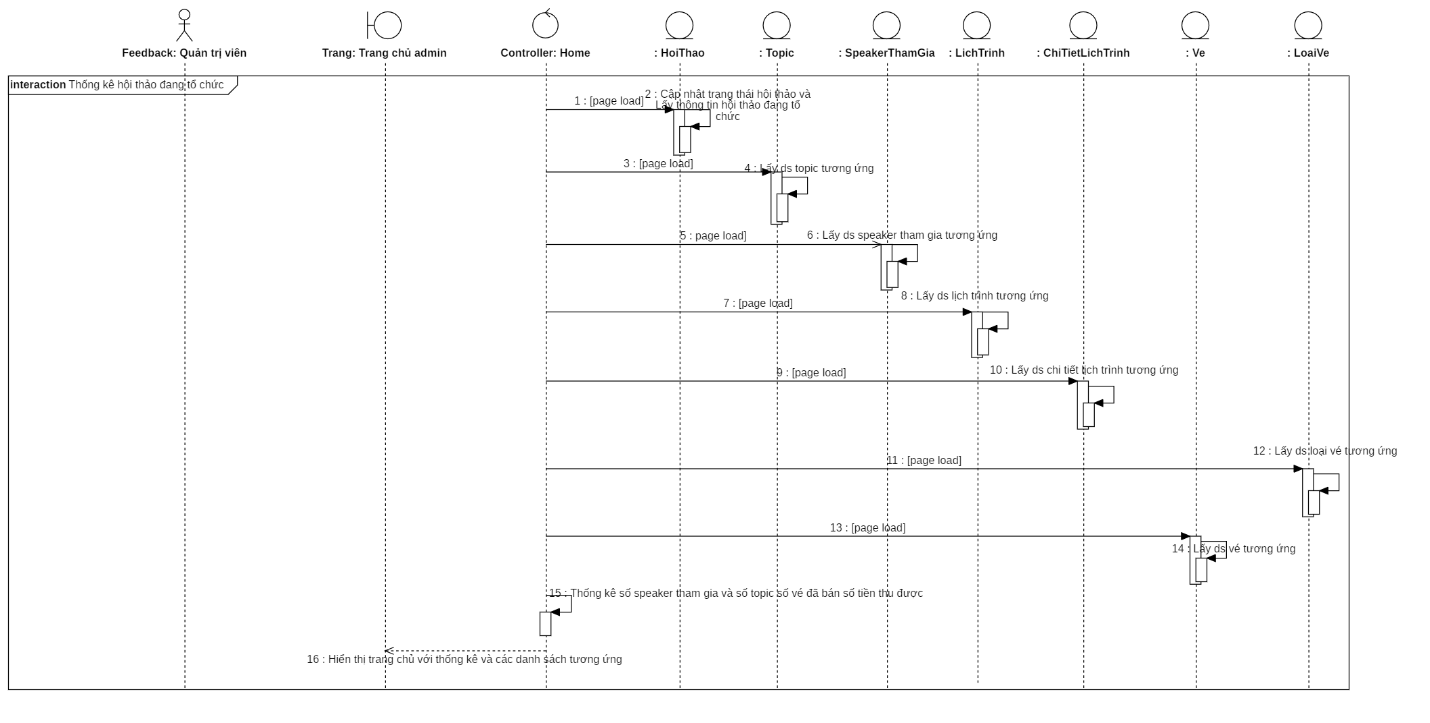 Feedback: Quản trị viên
Trang: Trang chủ admin
Controller: Home
: HoiThao
: Topic
: SpeakerThamGia
: LichTrinh
: ChiTietLichTrinh
: Ve
: LoaiVe
interaction Thống kê hội thảo đang tổ chức
1 : [page load]
2 : Cập nhật trạng thái hội thảo và
Lấy thông tin hội thảo đang tổ
chức
3 : [page load]
4 : Lấy ds topic tương ứng
5 : page load]
6 : Lấy ds speaker tham gia tương ứng
7 : [page load]
8 : Lấy ds lịch trình tương ứng
9 : [page load]
10 : Lấy ds chi tiết lịch trình tương ứng
11 : [page load]
12 : Lấy ds loại vé tương ứng
13 : [page load]
14 : Lấy ds vé tương ứng
15 : Thống kê số speaker tham gia và số topic số vé đã bán số tiền thu được
16 : Hiển thị trang chủ với thống kê và các danh sách tương ứng